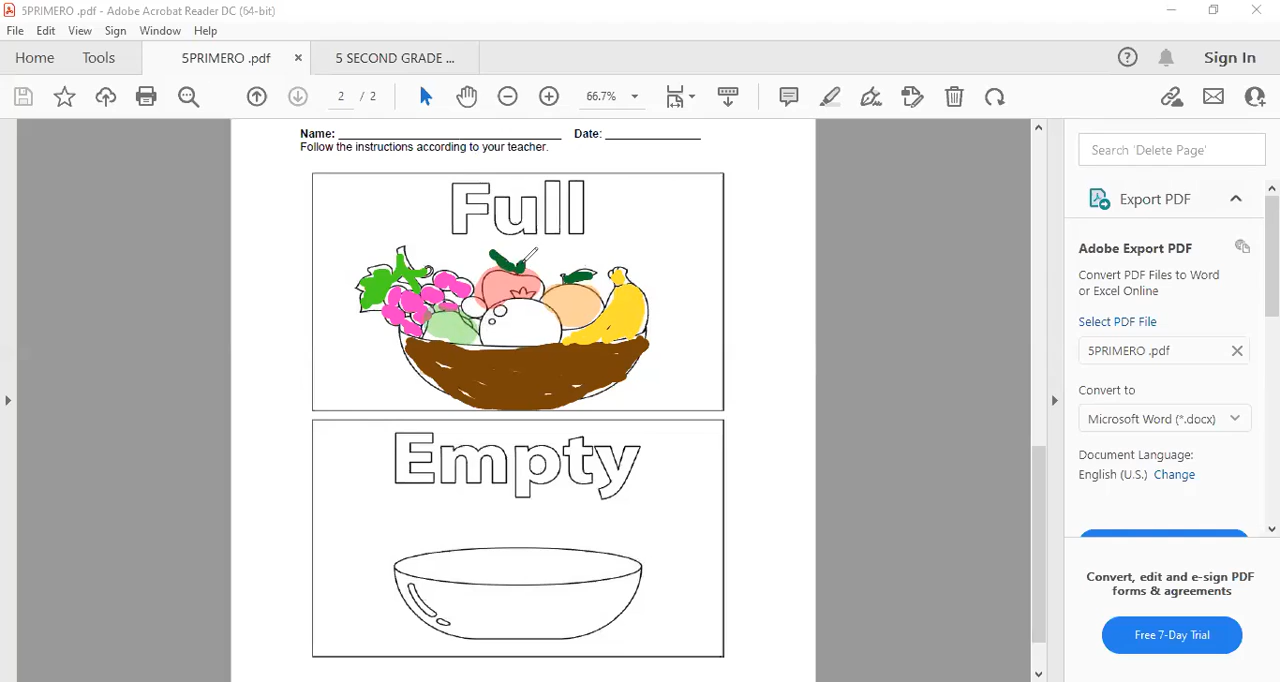 5PRIMERO .pdf - Adobe Acrobat Reader DC (64-bit)
File Edit View Sign Window Help
Home Tools 5PRIMERO .pdf × 5 SECOND GRADE ... Sign In
2 / 2 66.7%
Name: ____________ Date: ____________
Follow the instructions according to your teacher.
Full
Empty
Search 'Delete Page'
Export PDF
Adobe Export PDF
Convert PDF Files to Word
or Excel Online
Select PDF File
5PRIMERO .pdf
Convert to
Microsoft Word (*.docx)
Document Language:
English (U.S.) Change
Convert, edit and e-sign PDF
forms & agreements
Free 7-Day Trial